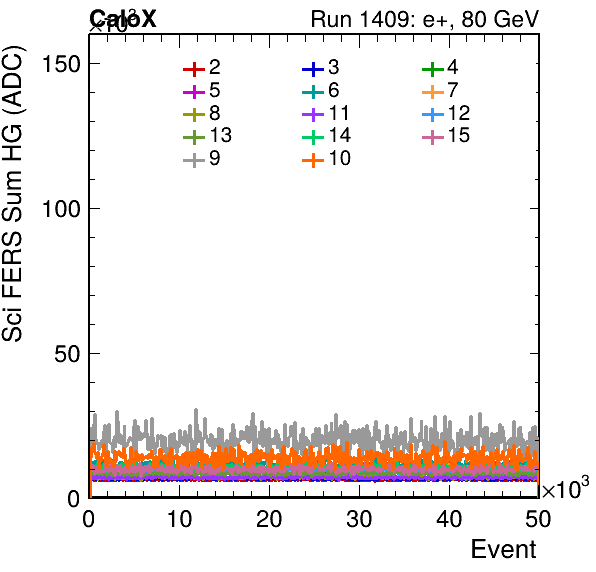 CaloX
×10³
Run 1409: e+, 80 GeV
Sci FERS Sum HG (ADC)
150
100
50
0
2 3 4
5 6 7
8 11 12
13 14 15
9 10
0 10 20 30 40 50
×10³
Event